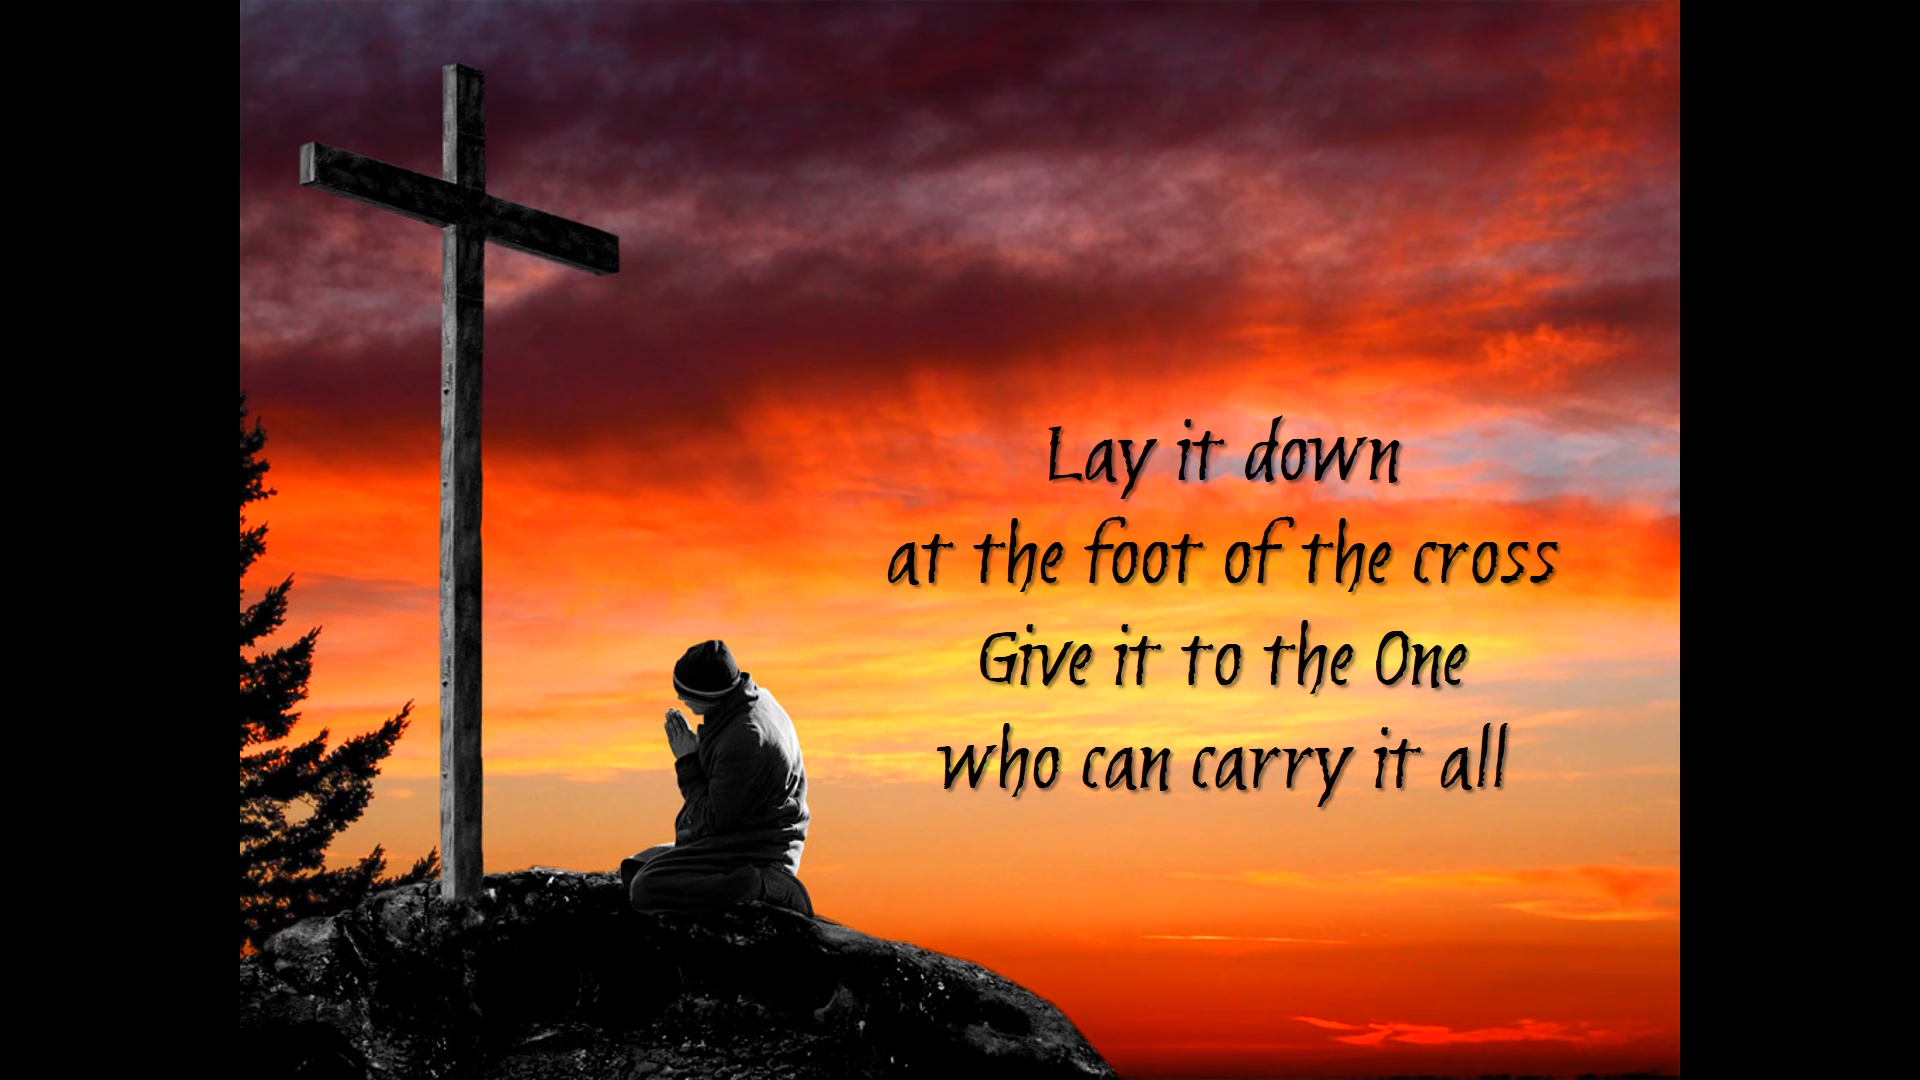 Lay it down
at the foot of the cross
Give it to the One
who can carry it all